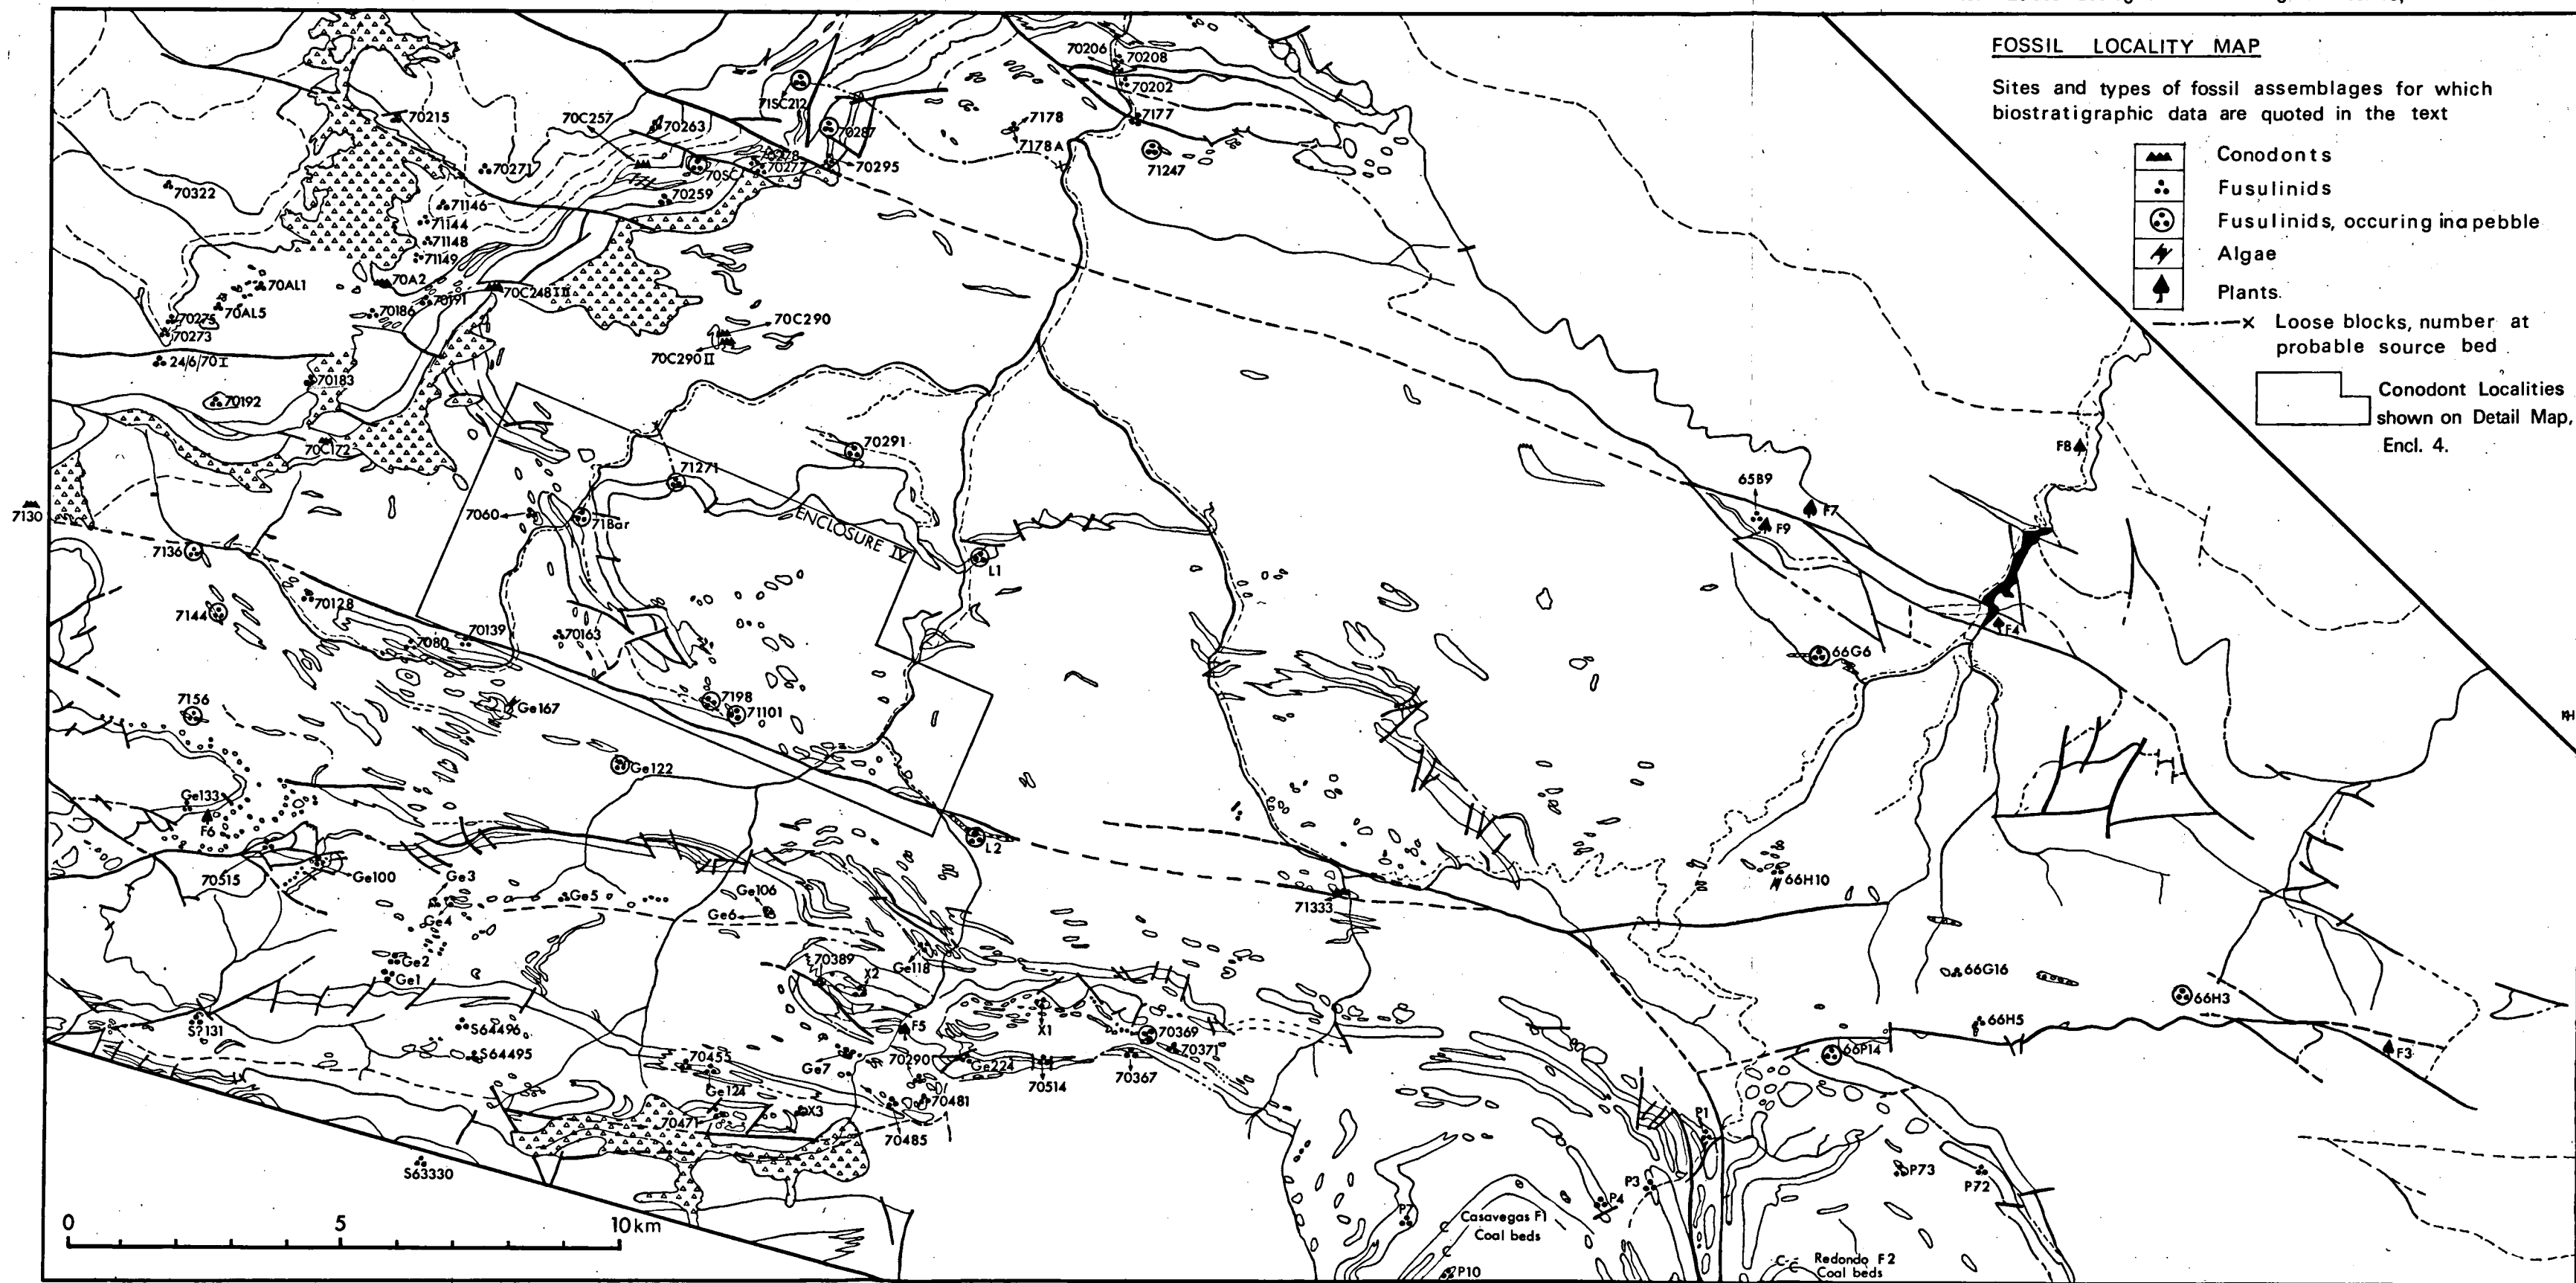 FOSSIL LOCALITY MAP
Sites and types of fossil assemblages for which
biostratigraphic data are quoted in the text
Conodonts
Fusulinids
Fusulinids, occuring in a pebble
Algae
Plants
Loose blocks, number at
probable source bed
Conodont Localities
shown on Detail Map,
Encl. 4.
70206
70208
70202
7177
7178
7178A
71247
71SC212
70287
70295
70C257
70263
70278
70277
70SC
70259
70215
70271
70322
71146
71144
71148
71149
70AL1
70A2
70191
70C248 I II
70AL5
70186
70275
70273
24/6/70 I
70C290
70C290 II
70183
70192
70C172
70291
71271
7060
71Bar
ENCLOSURE IV
L1
7130
7136
7144
70128
7080
70139
70163
7198
71101
7156
Ge167
Ge122
Ge133
F6
70515
Ge100
Ge3
Ge4
Ge5
Ge106
Ge6
L2
71333
Ge2
Ge1
Ge118
70389
X2
S7131
S64496
S64495
F5
X1
70369
70371
70367
70514
Ge224
70290
Ge7
70455
Ge124
70471
X3
70481
70485
S63330
65B9
F9
F7
F8
F4
66G6
66H10
66G16
66H3
66H5
66P14
F3
P1
P3
P4
P7
P10
P73
P72
C
C
Casavegas F1
Coal beds
C-C
Redondo F2
Coal beds
0 5 10 km